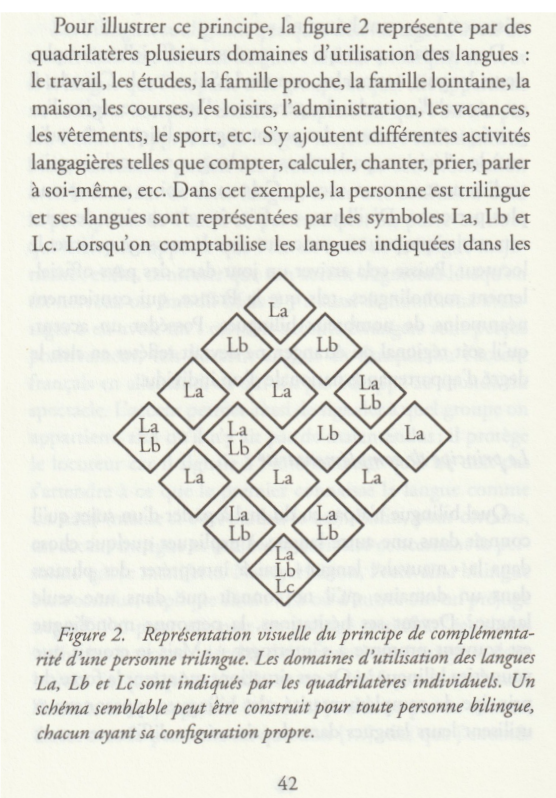 Pour illustrer ce principe, la figure 2 représente par des
quadrilatères plusieurs domaines d’utilisation des langues :
le travail, les études, la famille proche, la famille lointaine, la
maison, les courses, les loisirs, l’administration, les vacances,
les vêtements, le sport, etc. S’y ajoutent différentes activités
langagières telles que compter, calculer, chanter, prier, parler
à soi-même, etc. Dans cet exemple, la personne est trilingue
et ses langues sont représentées par les symboles La, Lb et
Lc. Lorsqu’on comptabilise les langues indiquées dans les
La
Lb Lb
La La La
Lb
La
Lb La
Lb Lb La
La La La
La
Lb La
Lb
La
Lb
Lc
Figure 2. Représentation visuelle du principe de complémenta-
rité d’une personne trilingue. Les domaines d’utilisation des langues
La, Lb et Lc sont indiqués par les quadrilatères individuels. Un
schéma semblable peut être construit pour toute personne bilingue,
chacun ayant sa configuration propre.
42